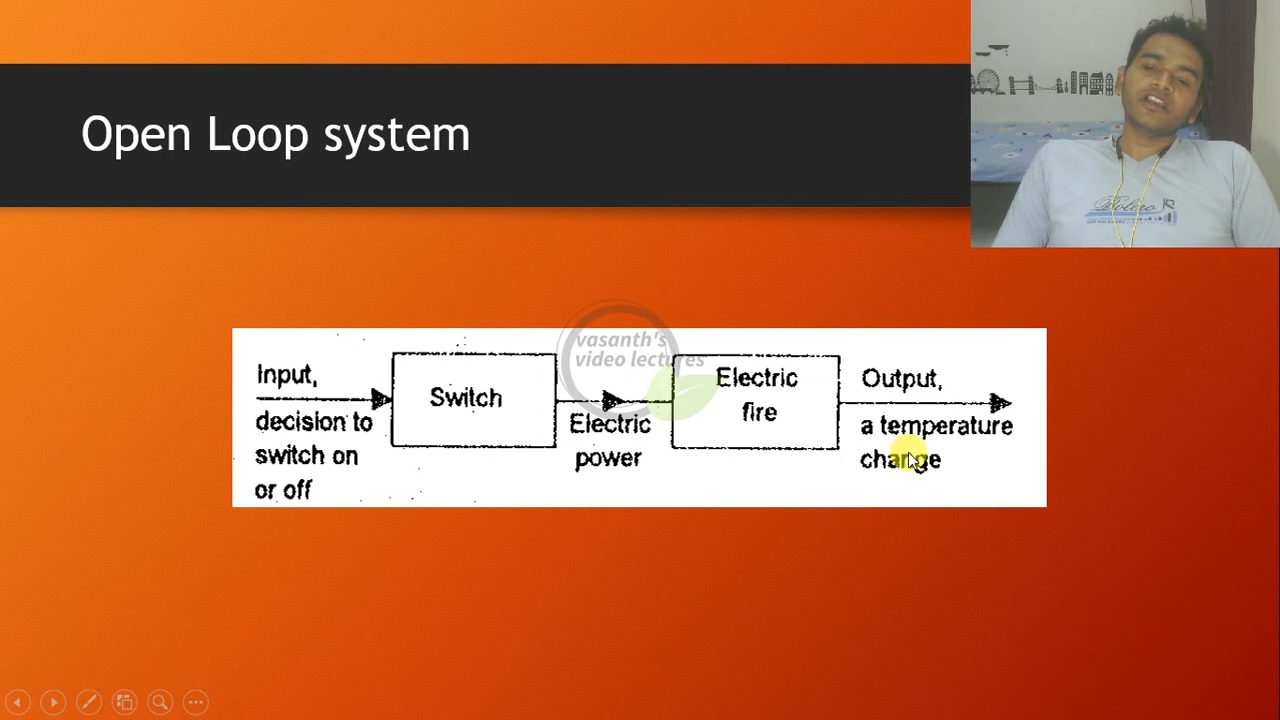 Open Loop system
vasanth's
video lectures
Input,
decision to
switch on
or off
Switch
Electric
power
Electric
fire
Output,
a temperature
change
Bolero